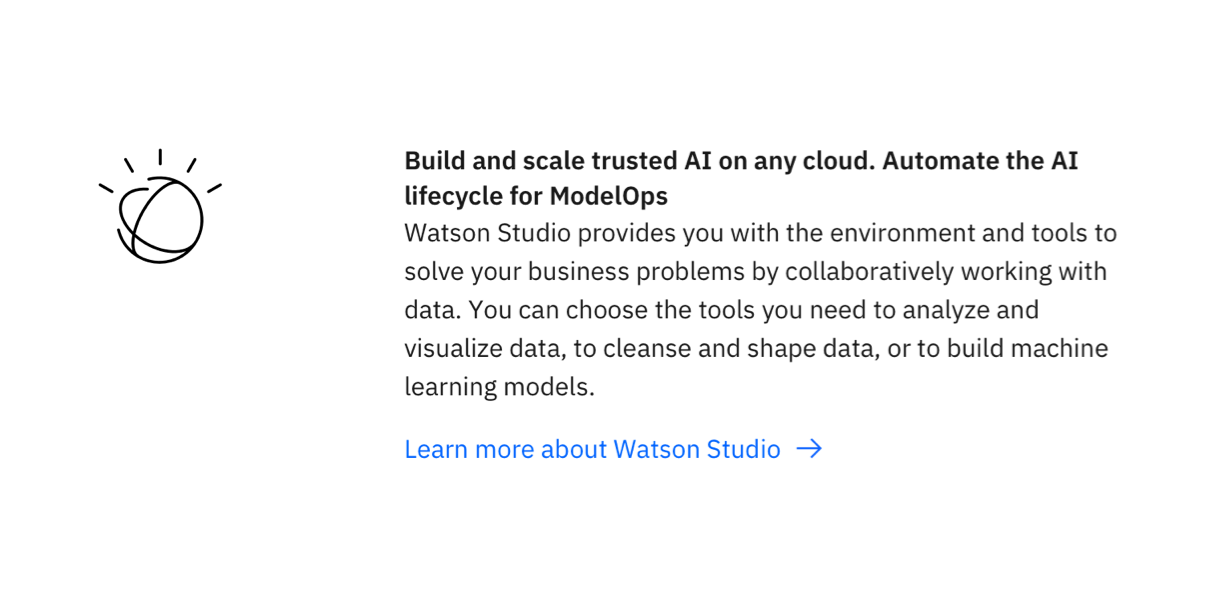 Build and scale trusted AI on any cloud. Automate the AI
lifecycle for ModelOps
Watson Studio provides you with the environment and tools to
solve your business problems by collaboratively working with
data. You can choose the tools you need to analyze and
visualize data, to cleanse and shape data, or to build machine
learning models.
Learn more about Watson Studio →